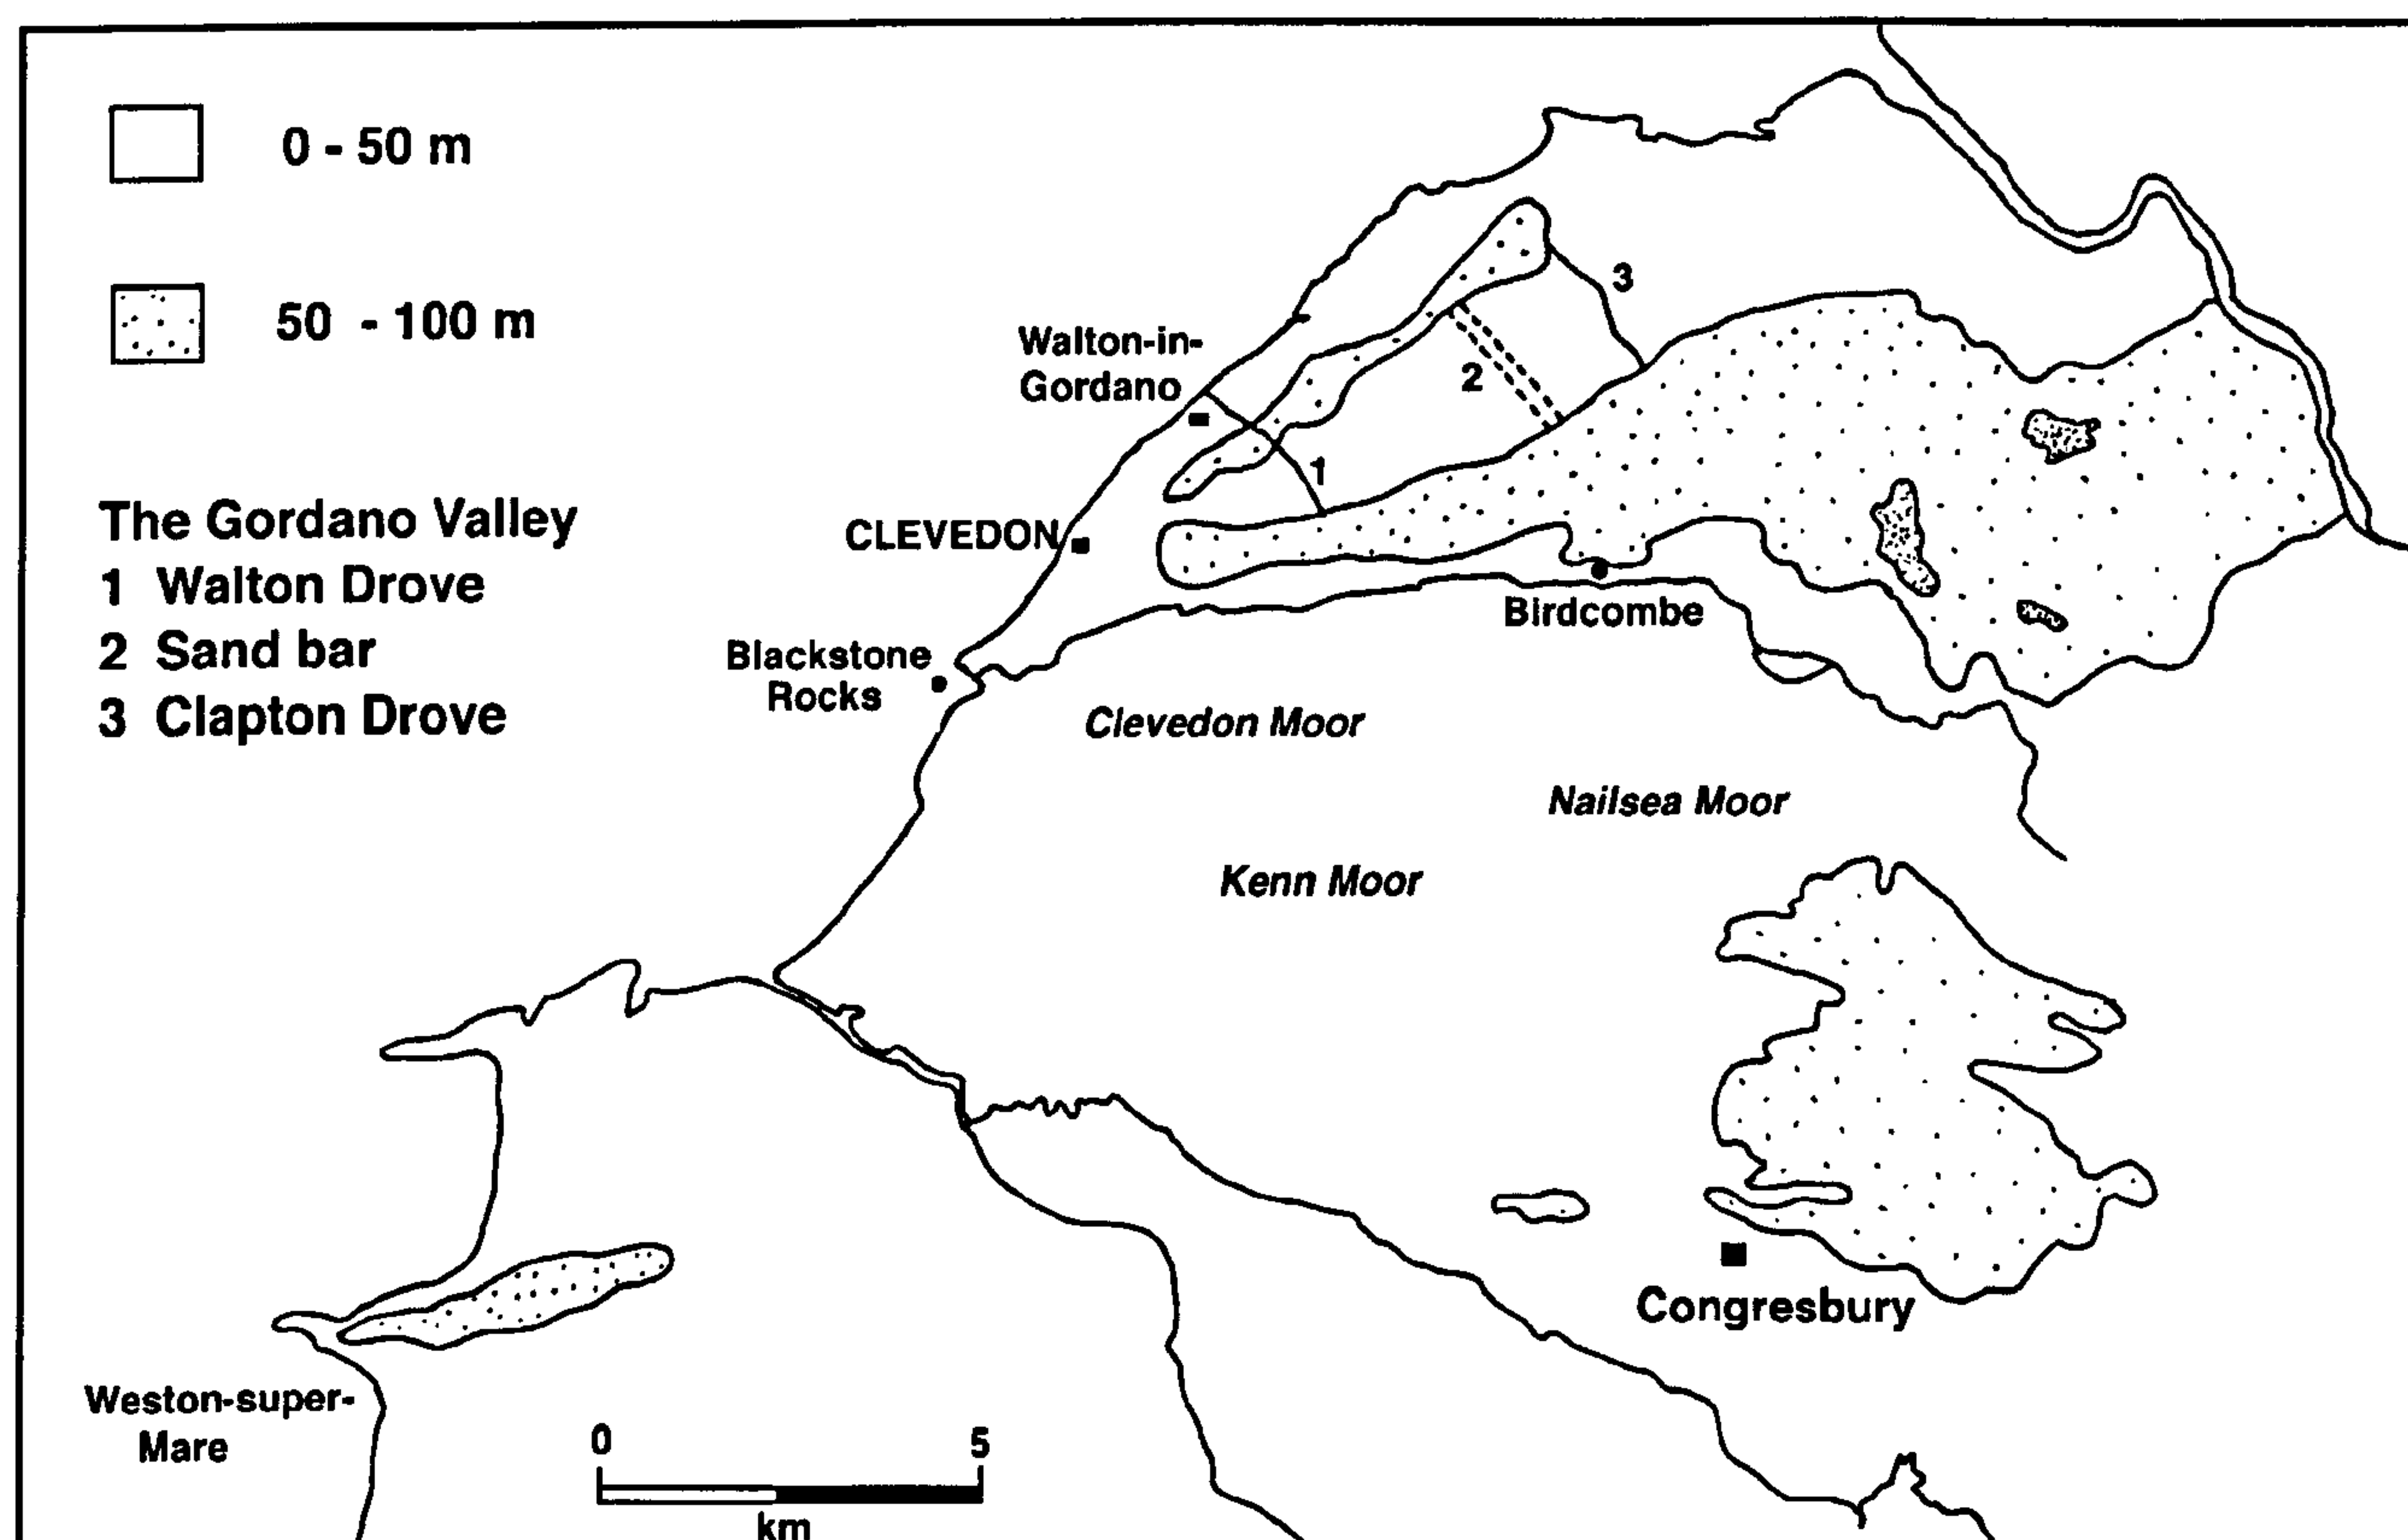 0 - 50 m
50 - 100 m
The Gordano Valley
1 Walton Drove
2 Sand bar
3 Clapton Drove
3
Walton-in-
Gordano
2
1
CLEVEDON
Birdcombe
Blackstone
Rocks
Clevedon Moor
Nailsea Moor
Kenn Moor
Congresbury
Weston-super-
Mare
0 5
km